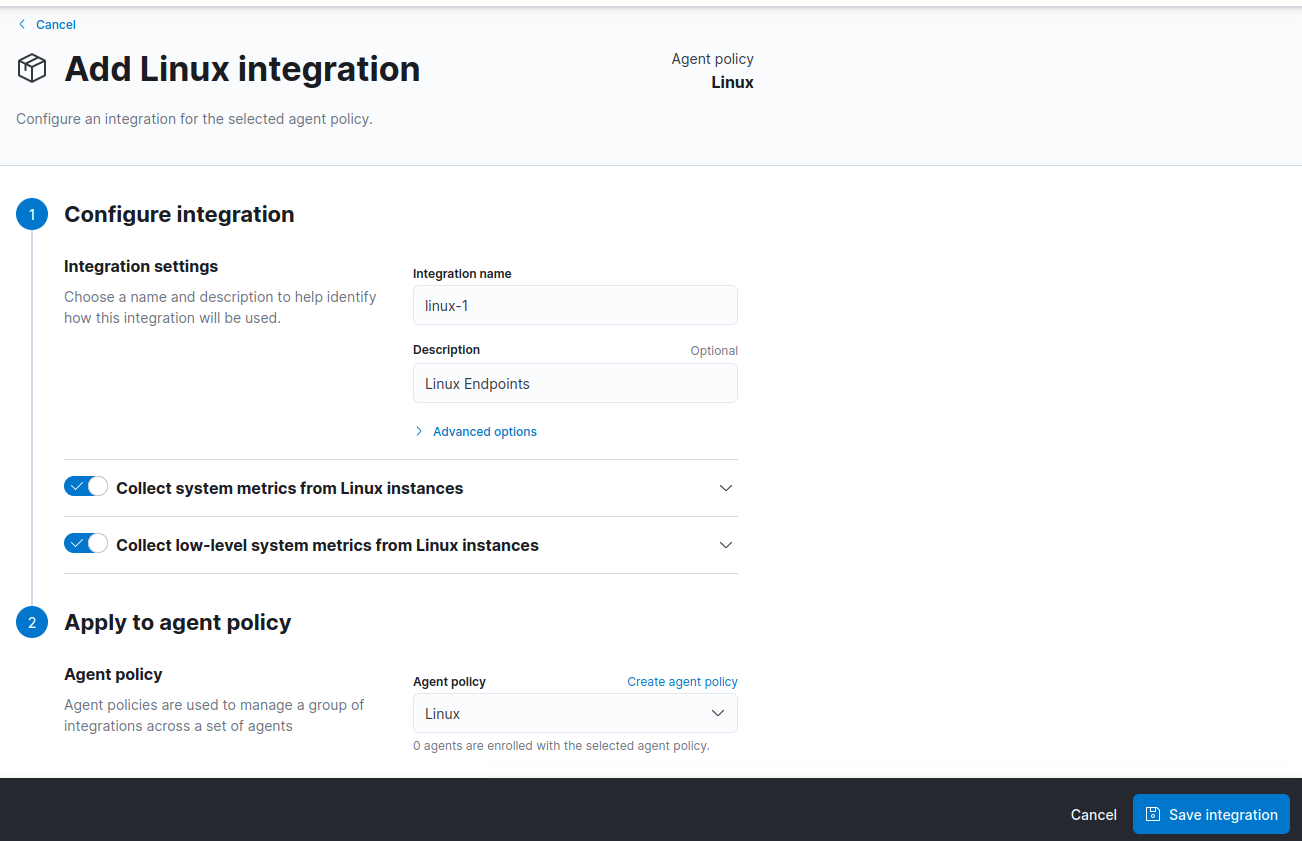 Cancel
Add Linux integration
Agent policy
Linux
Configure an integration for the selected agent policy.
1
Configure integration
Integration settings
Choose a name and description to help identify
how this integration will be used.
Integration name
linux-1
Description
Optional
Linux Endpoints
Advanced options
Collect system metrics from Linux instances
Collect low-level system metrics from Linux instances
2
Apply to agent policy
Agent policy
Agent policies are used to manage a group of
integrations across a set of agents
Agent policy
Create agent policy
Linux
0 agents are enrolled with the selected agent policy.
Cancel
Save integration